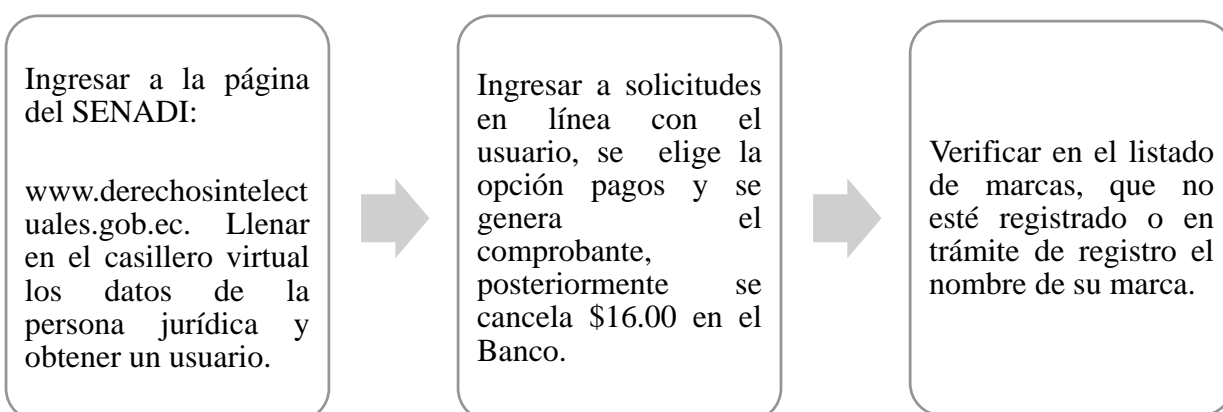 Ingresar a la página
del SENADI:
www.derechosintelect
uales.gob.ec. Llenar
en el casillero virtual
los datos de la
persona jurídica y
obtener un usuario.
Ingresar a solicitudes
en línea con el
usuario, se elige la
opción pagos y se
genera el
comprobante,
posteriormente se
cancela $16.00 en el
Banco.
Verificar en el listado
de marcas, que no
esté registrado o en
trámite de registro el
nombre de su marca.